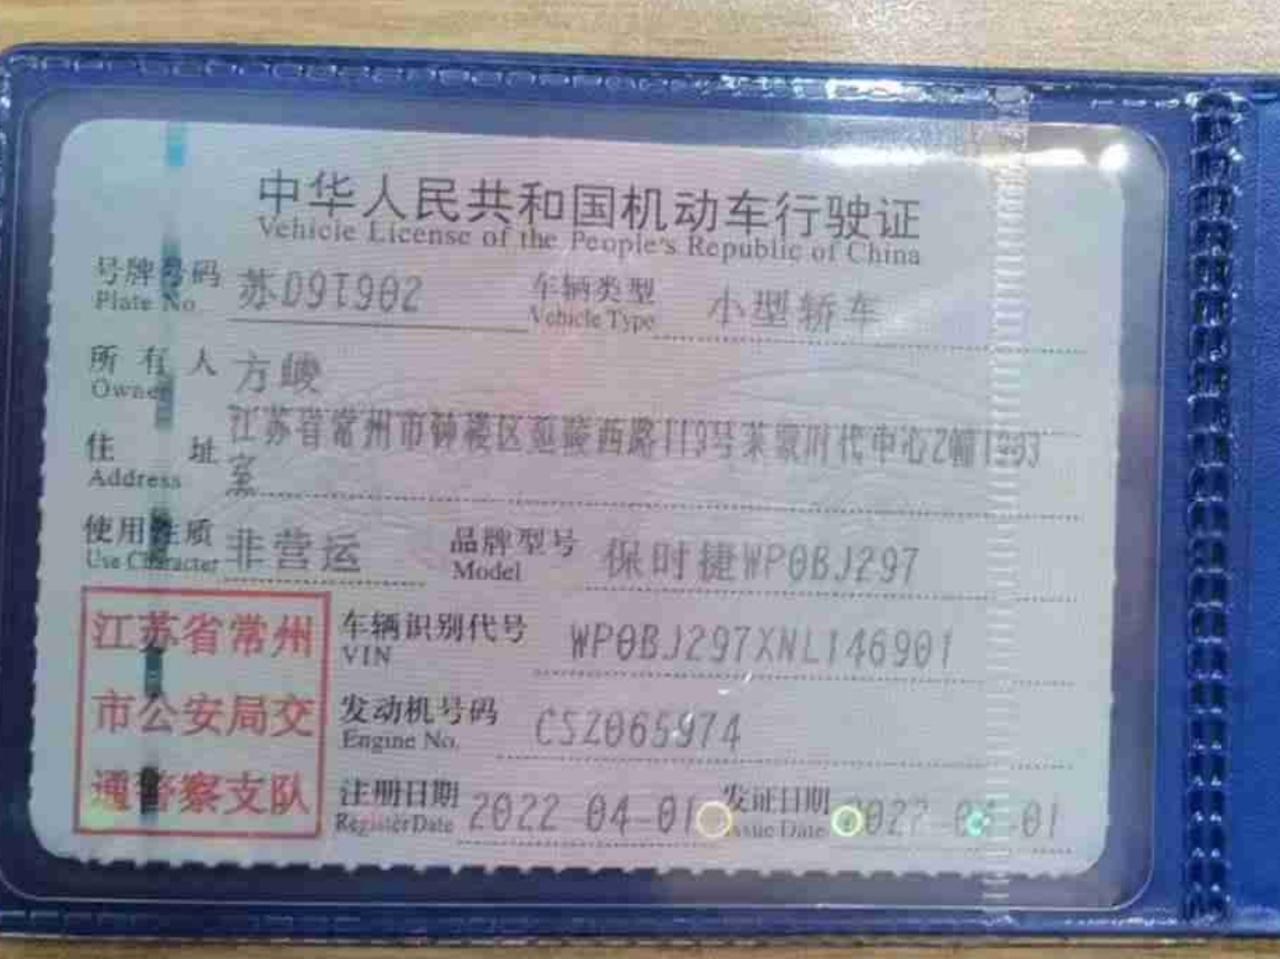 中华人民共和国机动车行驶证
Vehicle License of the People's Republic of China
号牌号码 苏D9T902 车辆类型 小型轿车
Plate No. Vehicle Type
所有人 方峻
Owner
住址 江苏省常州市钟楼区延陵西路119号莱蒙时代中心2幢
Address 室
使用性质 非营运 品牌型号 保时捷WP0BJ297
Use Character Model
江苏省常州 车辆识别代号 WP0BJ297XNL146901
VIN
市公安局交 发动机号码 CSZ065974
Engine No.
通警察支队 注册日期 2022-04-01 发证日期 2022-04-01
Register Date Issue Date